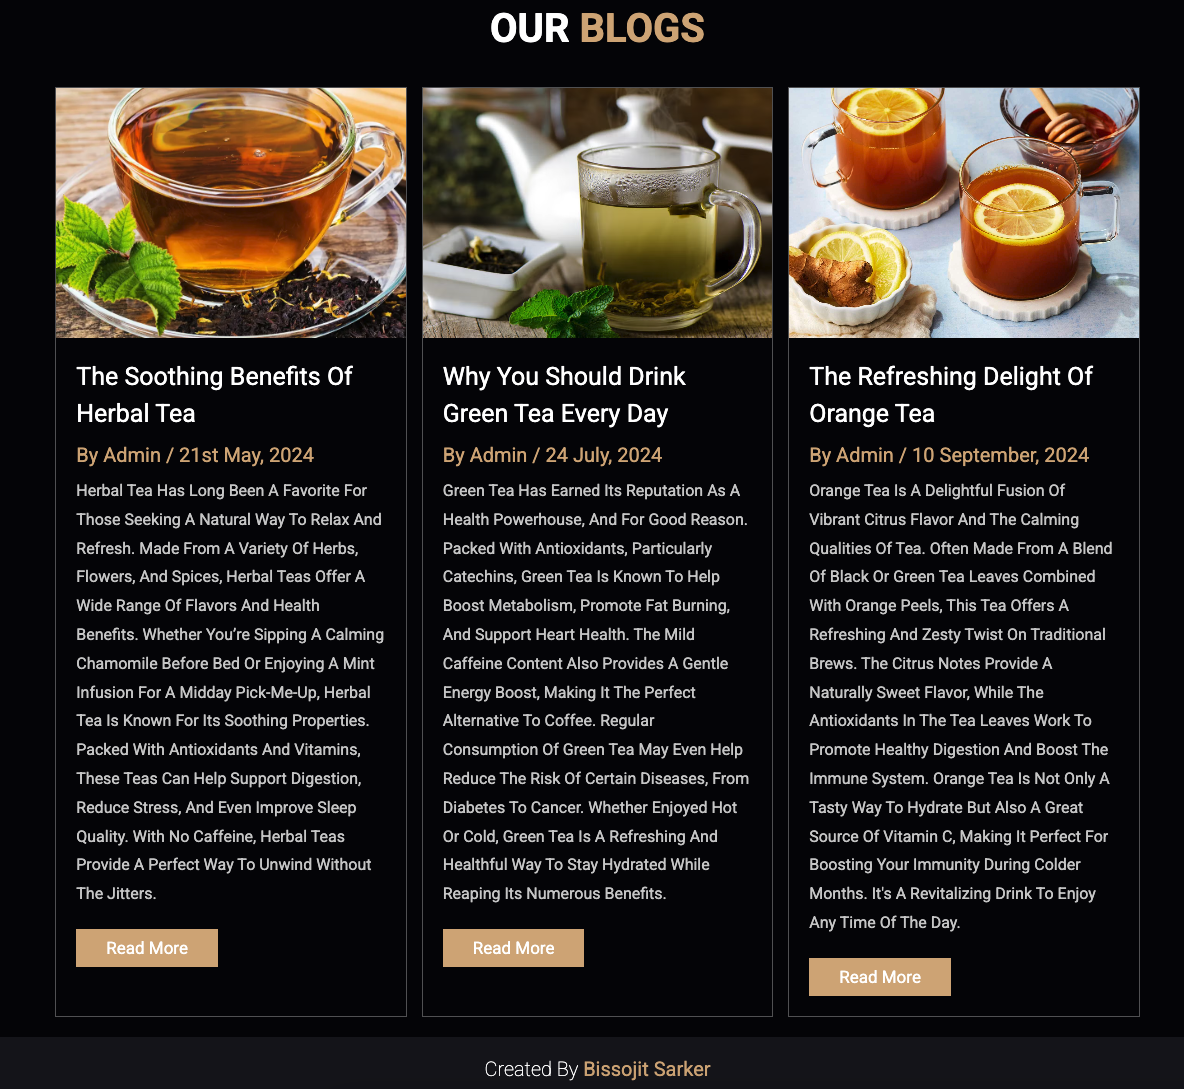 OUR BLOGS
The Soothing Benefits Of
Herbal Tea
By Admin / 21st May, 2024
Herbal Tea Has Long Been A Favorite For
Those Seeking A Natural Way To Relax And
Refresh. Made From A Variety Of Herbs,
Flowers, And Spices, Herbal Teas Offer A
Wide Range Of Flavors And Health
Benefits. Whether You’re Sipping A Calming
Chamomile Before Bed Or Enjoying A Mint
Infusion For A Midday Pick-Me-Up, Herbal
Tea Is Known For Its Soothing Properties.
Packed With Antioxidants And Vitamins,
These Teas Can Help Support Digestion,
Reduce Stress, And Even Improve Sleep
Quality. With No Caffeine, Herbal Teas
Provide A Perfect Way To Unwind Without
The Jitters.
Read More
Why You Should Drink
Green Tea Every Day
By Admin / 24 July, 2024
Green Tea Has Earned Its Reputation As A
Health Powerhouse, And For Good Reason.
Packed With Antioxidants, Particularly
Catechins, Green Tea Is Known To Help
Boost Metabolism, Promote Fat Burning,
And Support Heart Health. The Mild
Caffeine Content Also Provides A Gentle
Energy Boost, Making It The Perfect
Alternative To Coffee. Regular
Consumption Of Green Tea May Even Help
Reduce The Risk Of Certain Diseases, From
Diabetes To Cancer. Whether Enjoyed Hot
Or Cold, Green Tea Is A Refreshing And
Healthful Way To Stay Hydrated While
Reaping Its Numerous Benefits.
Read More
The Refreshing Delight Of
Orange Tea
By Admin / 10 September, 2024
Orange Tea Is A Delightful Fusion Of
Vibrant Citrus Flavor And The Calming
Qualities Of Tea. Often Made From A Blend
Of Black Or Green Tea Leaves Combined
With Orange Peels, This Tea Offers A
Refreshing And Zesty Twist On Traditional
Brews. The Citrus Notes Provide A
Naturally Sweet Flavor, While The
Antioxidants In The Tea Leaves Work To
Promote Healthy Digestion And Boost The
Immune System. Orange Tea Is Not Only A
Tasty Way To Hydrate But Also A Great
Source Of Vitamin C, Making It Perfect For
Boosting Your Immunity During Colder
Months. It's A Revitalizing Drink To Enjoy
Any Time Of The Day.
Read More
Created By Bissojit Sarker